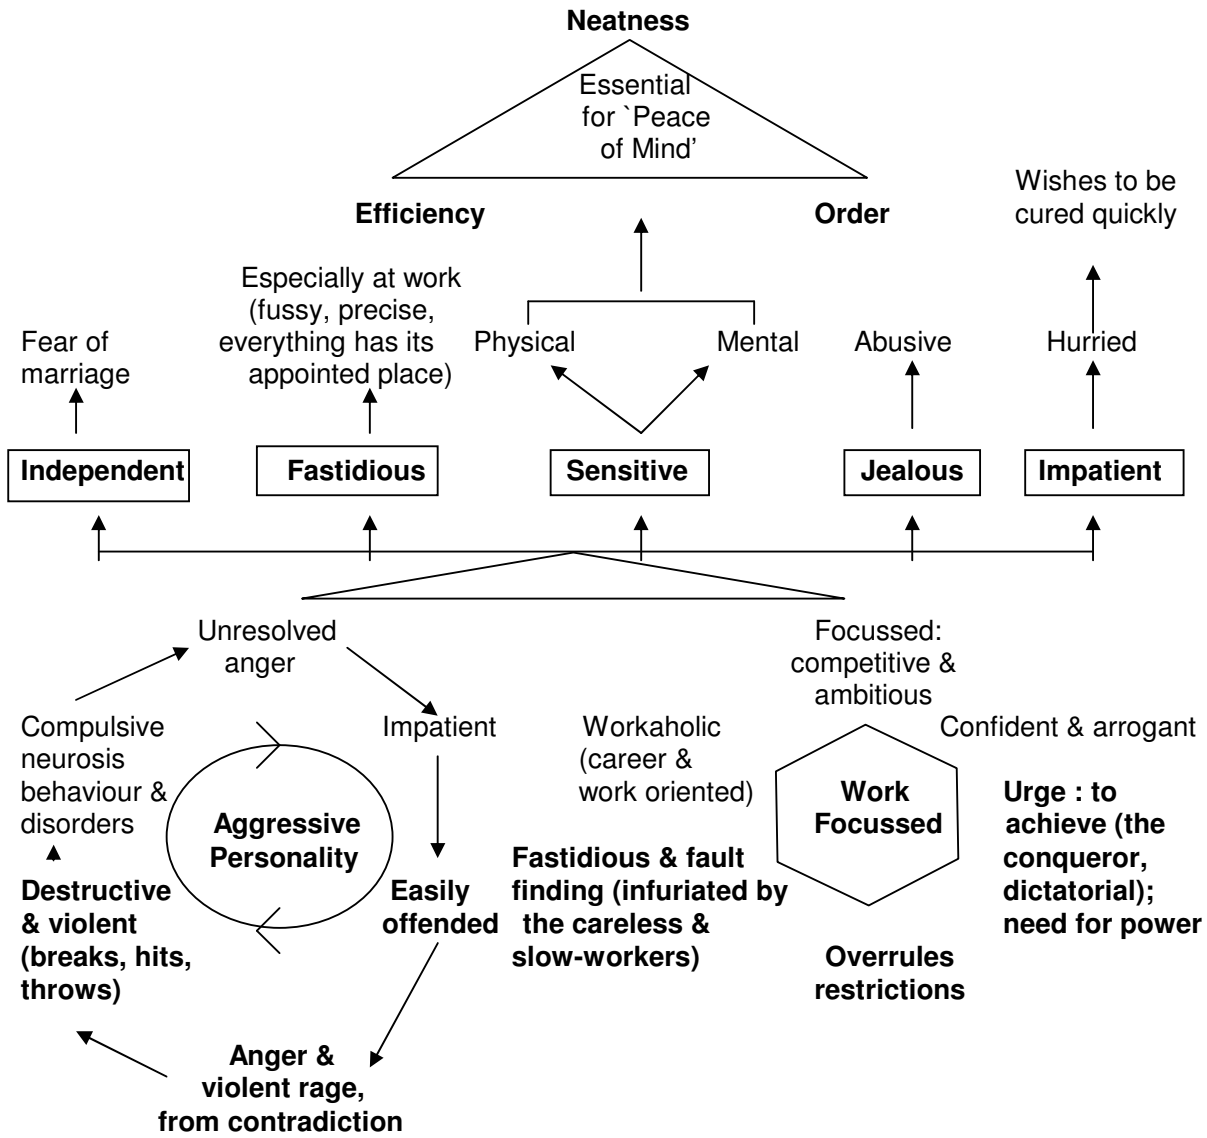 Neatness
Essential
for `Peace
of Mind’
Wishes to be
cured quickly
Efficiency
Order
Especially at work
(fussy, precise,
everything has its
appointed place)
Fear of
marriage
Physical
Mental
Abusive
Hurried
Independent
Fastidious
Sensitive
Jealous
Impatient
Unresolved
anger
Impatient
Easily
offended
Anger &
violent rage,
from contradiction
Destructive
& violent
(breaks, hits,
throws)
Compulsive
neurosis
behaviour &
disorders
Aggressive
Personality
Focussed:
competitive &
ambitious
Confident & arrogant
Urge : to
achieve (the
conqueror,
dictatorial);
need for power
Overrules
restrictions
Fastidious & fault
finding (infuriated by
the careless &
slow-workers)
Workaholic
(career &
work oriented)
Work
Focussed